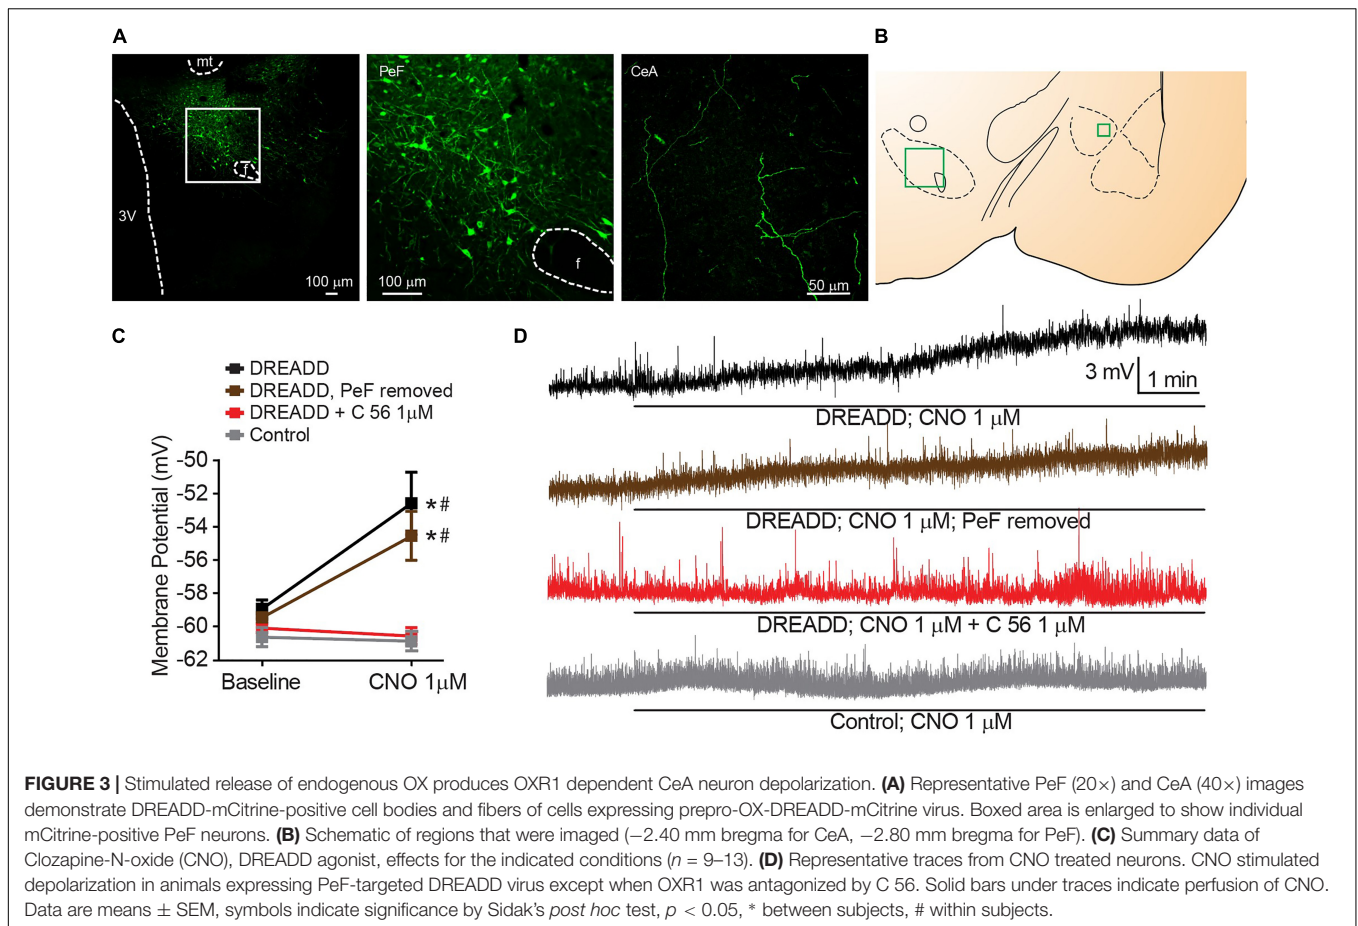 A
B
mt
PeF
CeA
f
3V
f
100 μm
100 μm
50 μm
C
D
DREADD
DREADD, PeF removed
DREADD + C 56 1μM
Control
Membrane Potential (mV)
-50
-52
-54
-56
-58
-60
-62
*#
*#
Baseline
CNO 1μM
3 mV
1 min
DREADD; CNO 1 μM
DREADD; CNO 1 μM; PeF removed
DREADD; CNO 1 μM + C 56 1 μM
Control; CNO 1 μM
FIGURE 3 | Stimulated release of endogenous OX produces OXR1 dependent CeA neuron depolarization. (A) Representative PeF (20×) and CeA (40×) images
demonstrate DREADD-mCitrine-positive cell bodies and fibers of cells expressing prepro-OX-DREADD-mCitrine virus. Boxed area is enlarged to show individual
mCitrine-positive PeF neurons. (B) Schematic of regions that were imaged (−2.40 mm bregma for CeA, −2.80 mm bregma for PeF). (C) Summary data of
Clozapine-N-oxide (CNO), DREADD agonist, effects for the indicated conditions (n = 9–13). (D) Representative traces from CNO treated neurons. CNO stimulated
depolarization in animals expressing PeF-targeted DREADD virus except when OXR1 was antagonized by C 56. Solid bars under traces indicate perfusion of CNO.
Data are means ± SEM, symbols indicate significance by Sidak's post hoc test, p < 0.05, * between subjects, # within subjects.